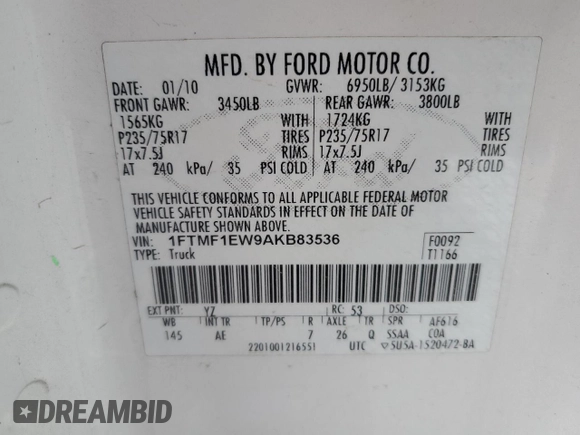 MFD. BY FORD MOTOR CO.
DATE: 01/10 GVWR: 6950LB/ 3153KG
FRONT GAWR: 3450LB REAR GAWR: 3800LB
1565KG WITH 1724KG WITH
P235/75R17 TIRES P235/75R17 TIRES
17x7.5J RIMS 17x7.5J RIMS
AT 240 kPa/ 35 PSI COLD AT 240 kPa/ 35 PSI COLD
THIS VEHICLE CONFORMS TO ALL APPLICABLE FEDERAL MOTOR
VEHICLE SAFETY STANDARDS IN EFFECT ON THE DATE OF
MANUFACTURE SHOWN ABOVE.
VIN: 1FTMF1EW9AKB83536 F0092
TYPE: Truck T1166
EXT PNT: YZ RC: 53 DSO:
WB INT TR TP/PS R AXLE TR SPR AF616
145 AE 7 26 Q SSAA COA
2201001216551 UTC ▽5U5A-1520472-BA
DREAMBID